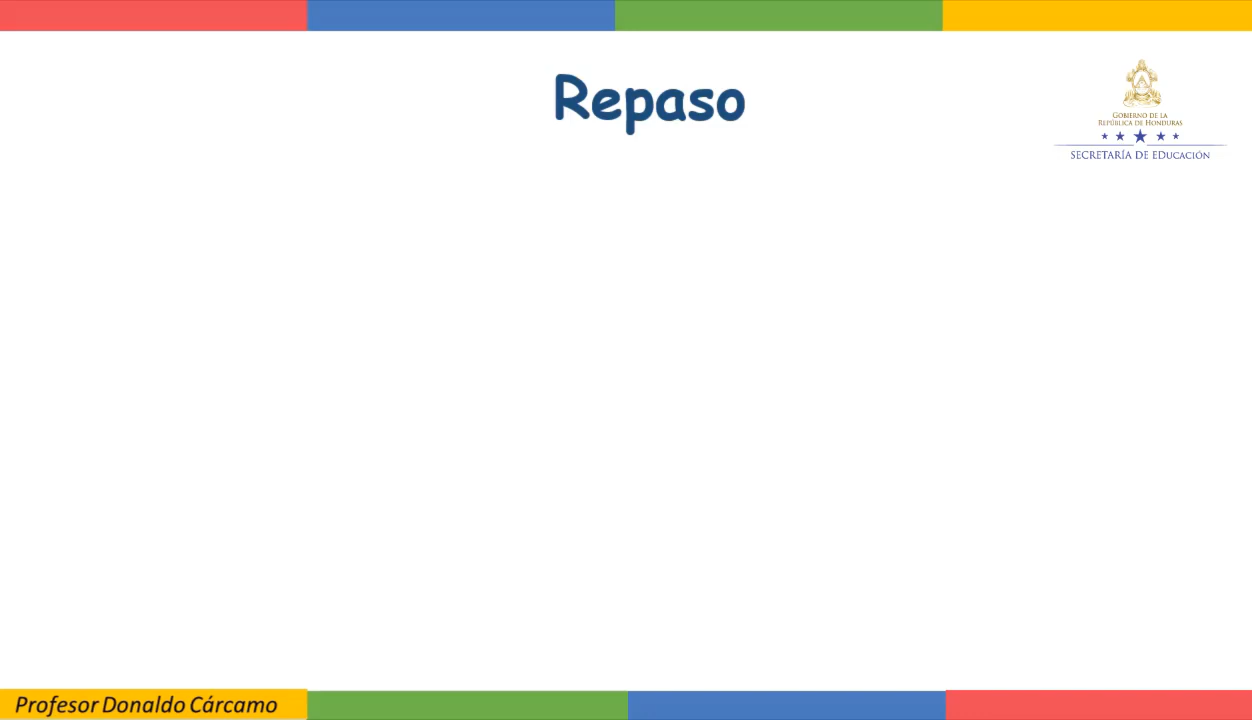 Repaso
GOBIERNO DE LA
REPÚBLICA DE HONDURAS
SECRETARÍA DE EDUCACIÓN
Profesor Donaldo Cárcamo